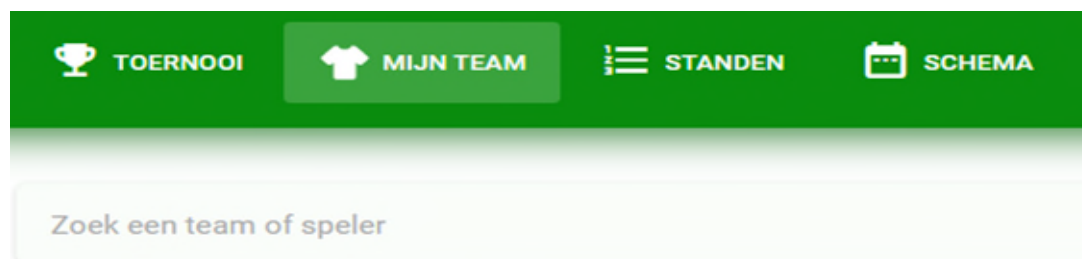 TOERNOOI MIJN TEAM STANDEN SCHEMA
Zoek een team of speler